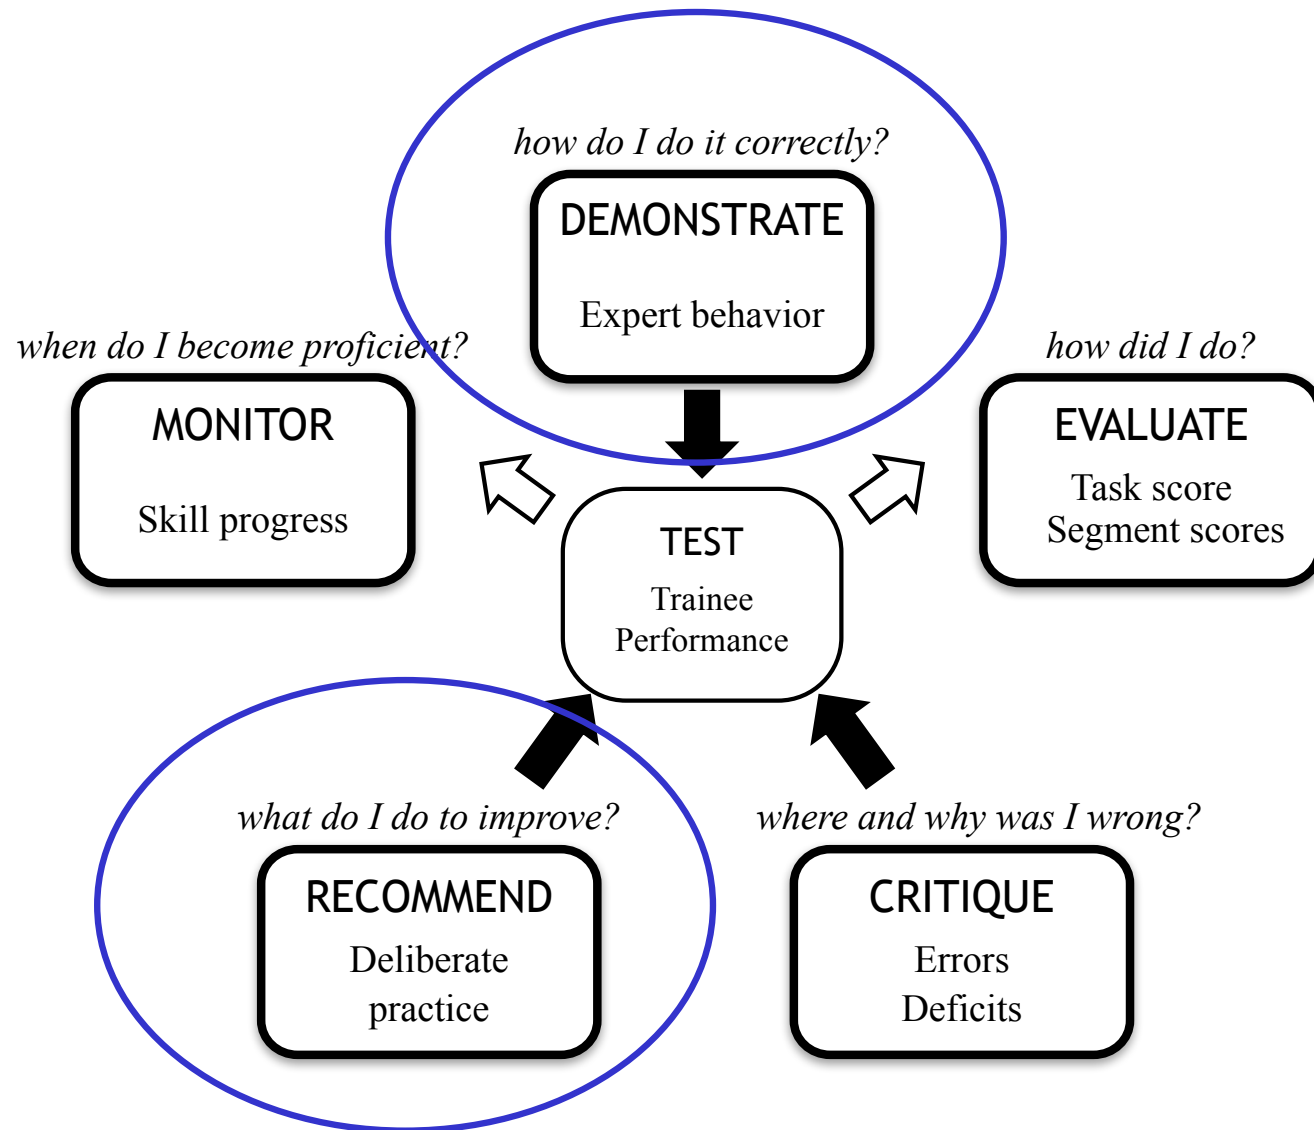 how do I do it correctly?
DEMONSTRATE
Expert behavior
when do I become proficient?
MONITOR
Skill progress
how did I do?
EVALUATE
Task score
Segment scores
TEST
Trainee
Performance
what do I do to improve?
RECOMMEND
Deliberate
practice
where and why was I wrong?
CRITIQUE
Errors
Deficits